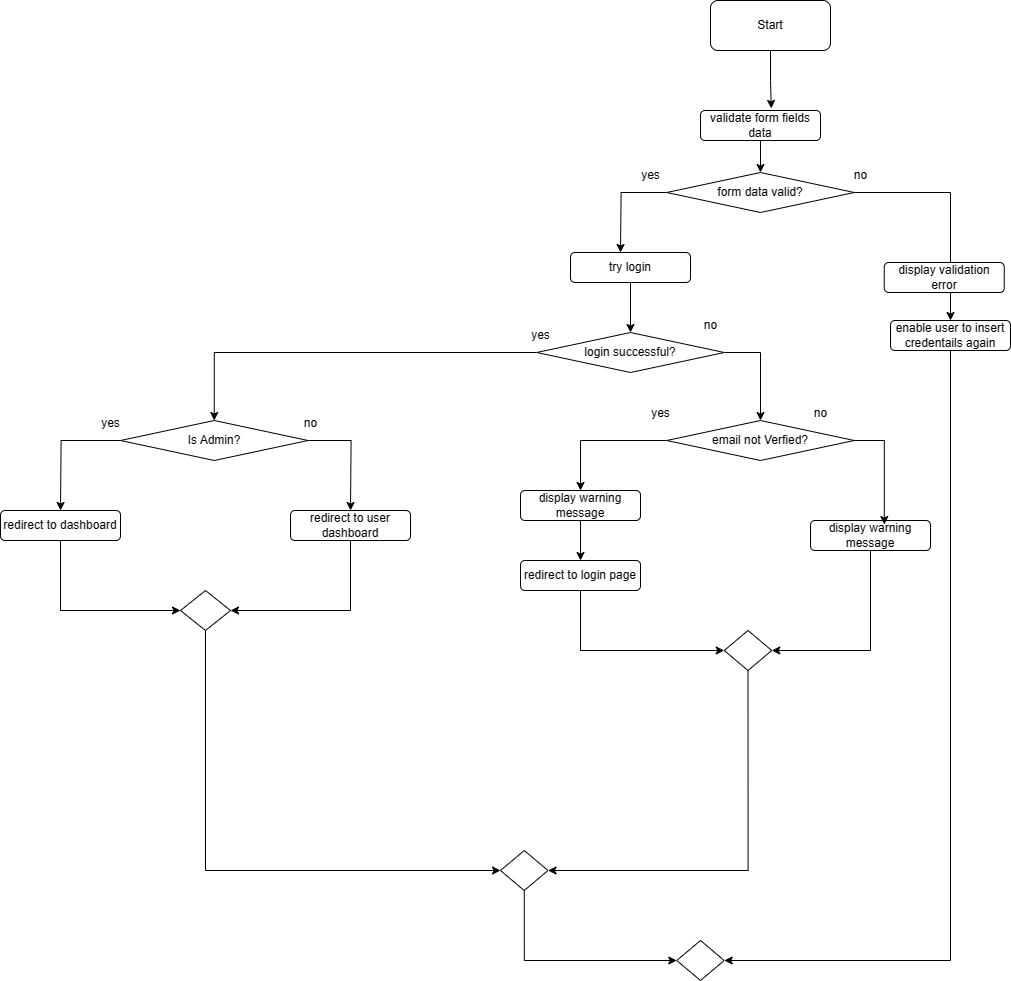 Start
validate form fields
data
yes
no
form data valid?
try login
display validation
error
enable user to insert
credentails again
yes
no
login successful?
yes
no
Is Admin?
yes
no
email not Verfied?
redirect to dashboard
redirect to user
dashboard
display warning
message
display warning
message
redirect to login page